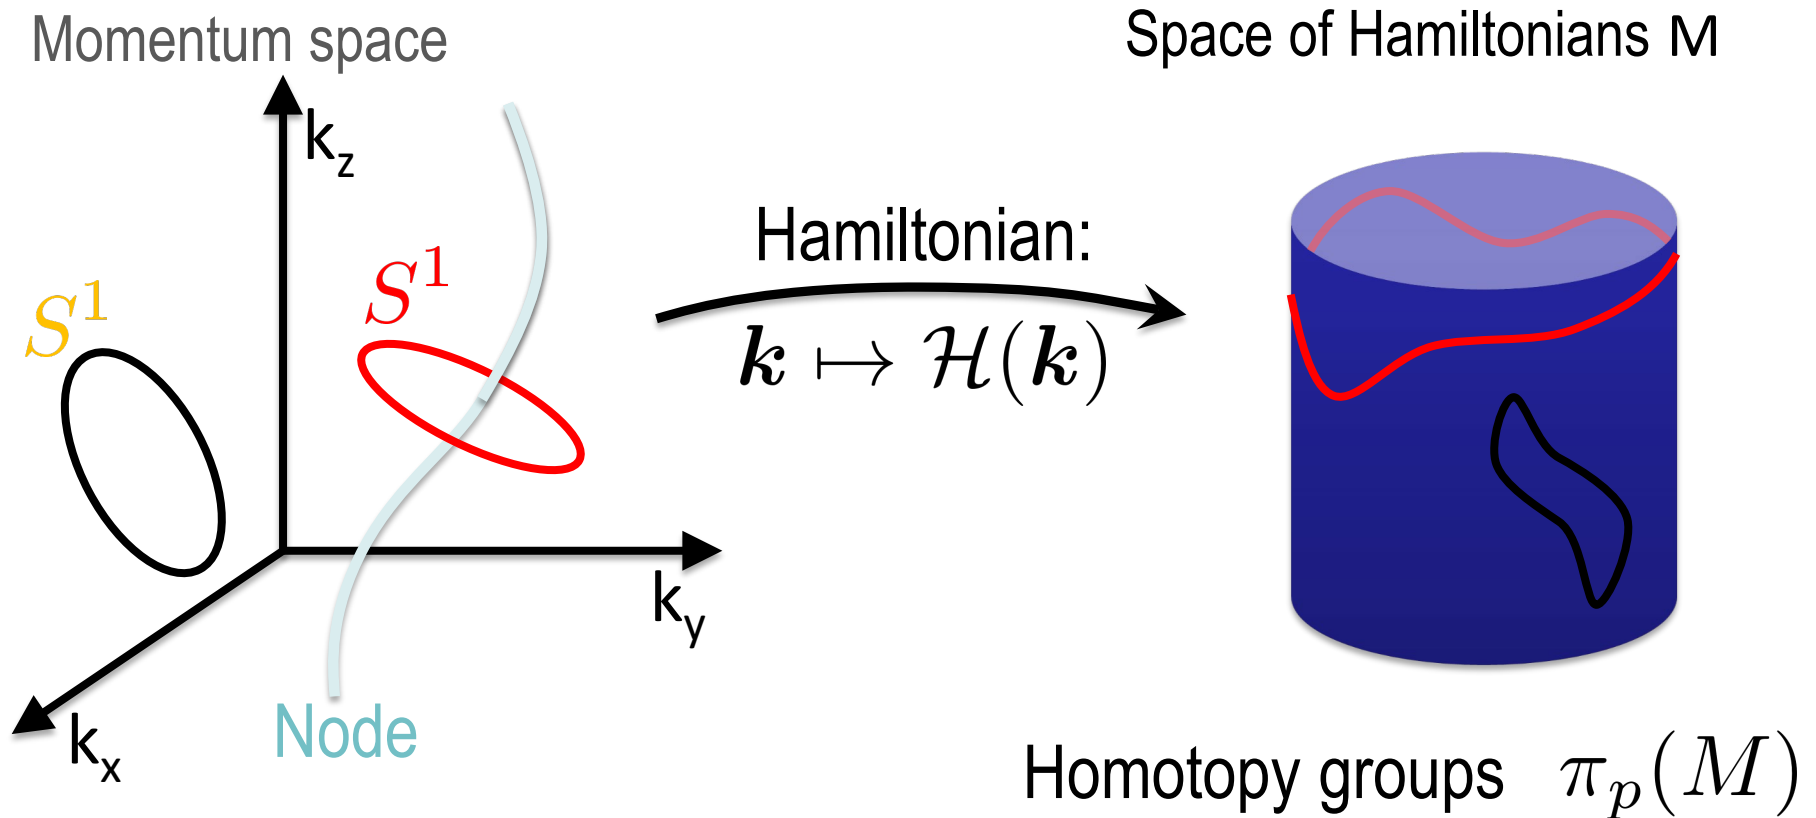 Momentum space
Space of Hamiltonians M
k_z
S^1
S^1
Hamiltonian:
𝒌 ↦ ℋ(𝒌)
k_y
k_x
Node
Homotopy groups π_p(M)